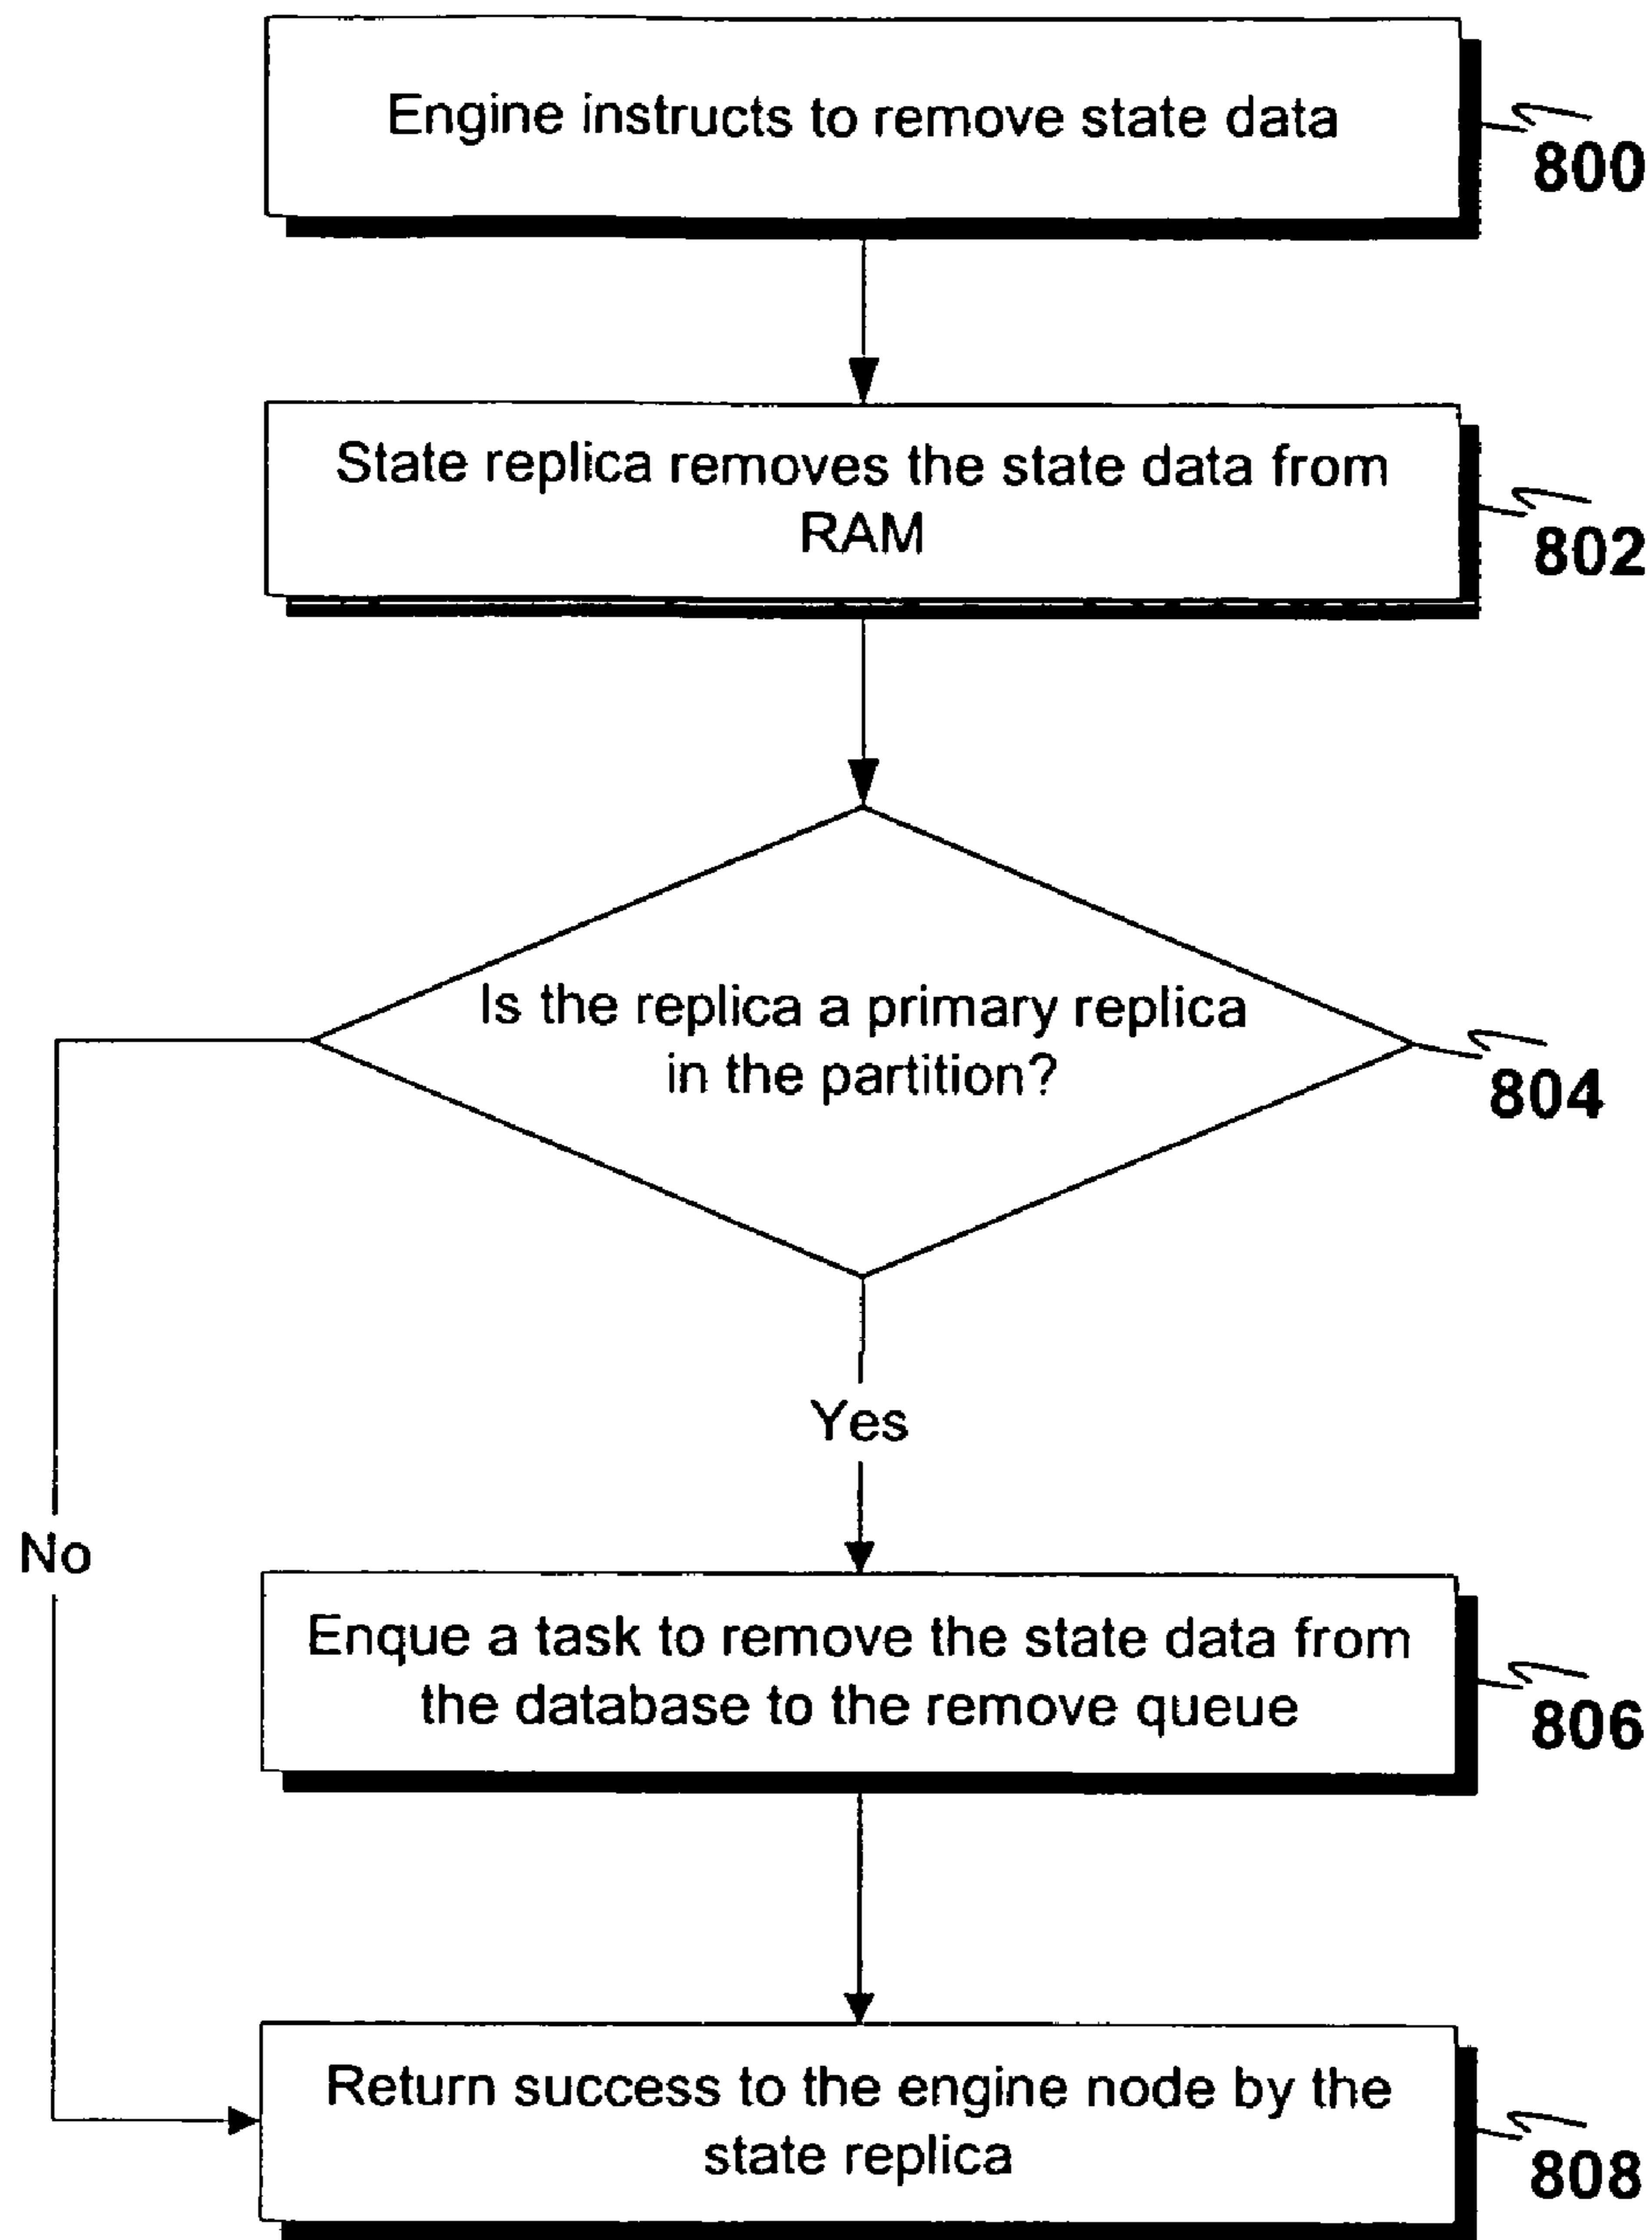 Engine instructs to remove state data
800
State replica removes the state data from
RAM
802
Is the replica a primary replica
in the partition?
804
Yes
No
Enque a task to remove the state data from
the database to the remove queue
806
Return success to the engine node by the
state replica
808